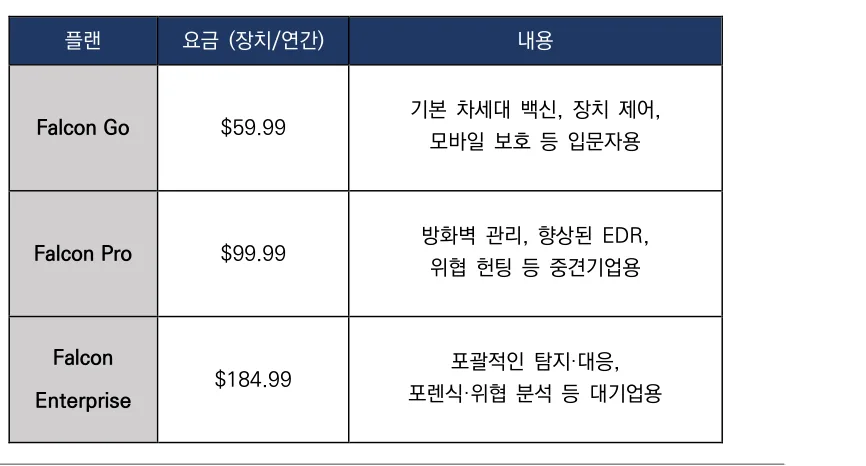 플랜 요금 (장치/연간) 내용
Falcon Go $59.99 기본 차세대 백신, 장치 제어,
모바일 보호 등 입문자용
Falcon Pro $99.99 방화벽 관리, 향상된 EDR,
위협 헌팅 등 중견기업용
Falcon
Enterprise
$184.99
포괄적인 탐지·대응,
포렌식·위협 분석 등 대기업용